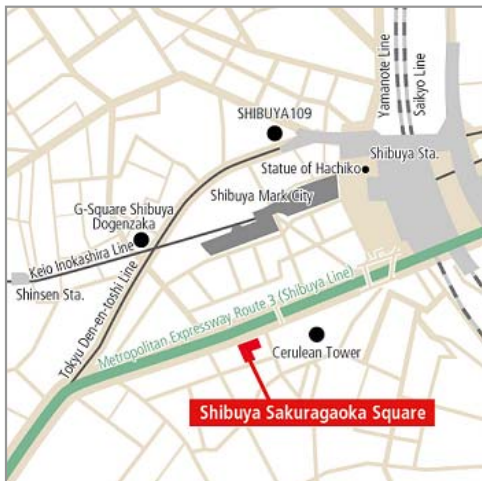 Yamanote Line
Saikyo Line
SHIBUYA109
Shibuya Sta.
Statue of Hachiko
Shibuya Mark City
G-Square Shibuya
Dogenzaka
Keio Inokashira Line
Shinsen Sta.
Tokyu Den-en-toshi Line
Metropolitan Expressway Route 3 (Shibuya Line)
Cerulean Tower
Shibuya Sakuragaoka Square